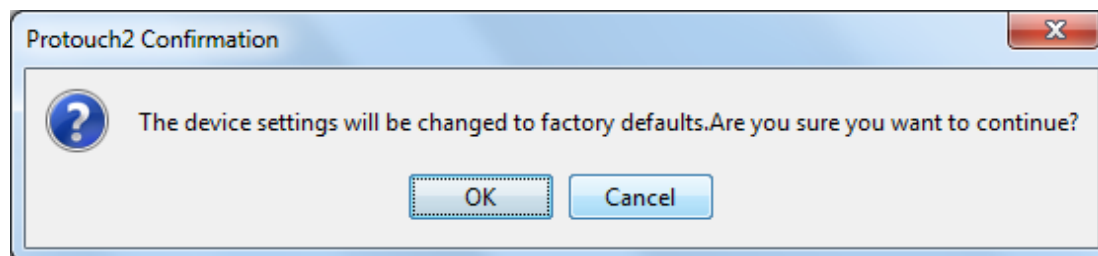 Protouch2 Confirmation
The device settings will be changed to factory defaults.Are you sure you want to continue?
OK
Cancel